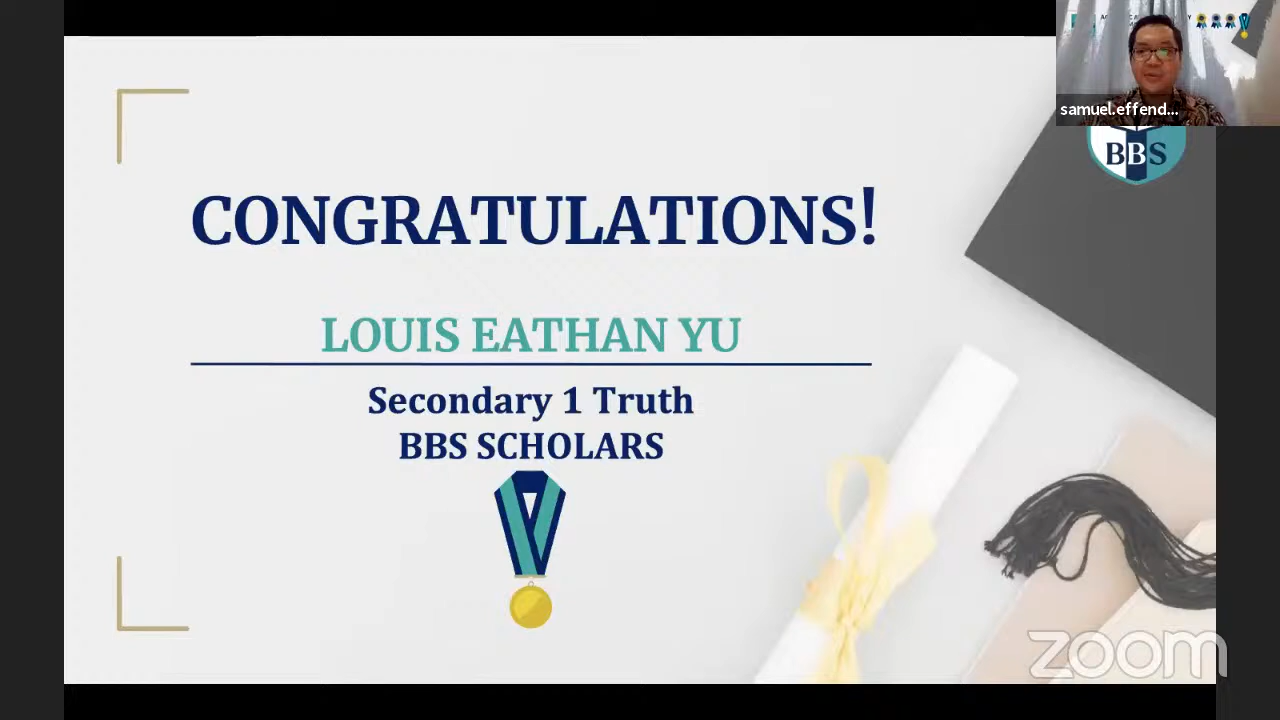 samuel.effend...
BBS
CONGRATULATIONS!
LOUIS EATHAN YU
Secondary 1 Truth
BBS SCHOLARS
zoom